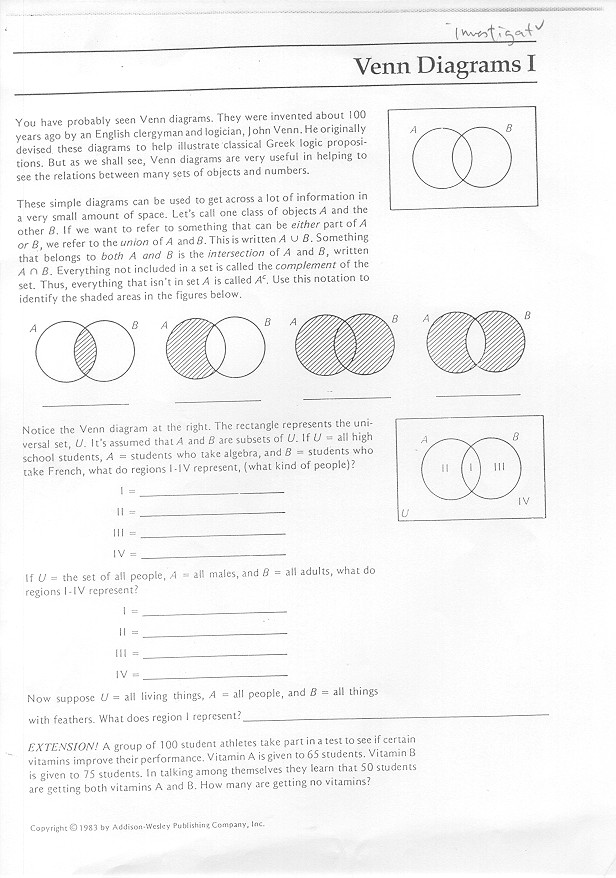 Investigat
Venn Diagrams I
You have probably seen Venn diagrams. They were invented about 100
years ago by an English clergyman and logician, John Venn. He originally
devised these diagrams to help illustrate classical Greek logic proposi-
tions. But as we shall see, Venn diagrams are very useful in helping to
see the relations between many sets of objects and numbers.
A B
These simple diagrams can be used to get across a lot of information in
a very small amount of space. Let's call one class of objects A and the
other B. If we want to refer to something that can be either part of A
or B, we refer to the union of A and B. This is written A ∪ B. Something
that belongs to both A and B is the intersection of A and B, written
A ∩ B. Everything not included in a set is called the complement of the
set. Thus, everything that isn't in set A is called Aᶜ. Use this notation to
identify the shaded areas in the figures below.
A B A B A B A B
Notice the Venn diagram at the right. The rectangle represents the uni-
versal set, U. It's assumed that A and B are subsets of U. If U = all high
school students, A = students who take algebra, and B = students who
take French, what do regions I-IV represent, (what kind of people)?
A B
II I III
IV
U
I =
II =
III =
IV =
If U = the set of all people, A = all males, and B = all adults, what do
regions I-IV represent?
I =
II =
III =
IV =
Now suppose U = all living things, A = all people, and B = all things
with feathers. What does region I represent?
EXTENSION! A group of 100 student athletes take part in a test to see if certain
vitamins improve their performance. Vitamin A is given to 65 students. Vitamin B
is given to 75 students. In talking among themselves they learn that 50 students
are getting both vitamins A and B. How many are getting no vitamins?
Copyright © 1983 by Addison-Wesley Publishing Company, Inc.